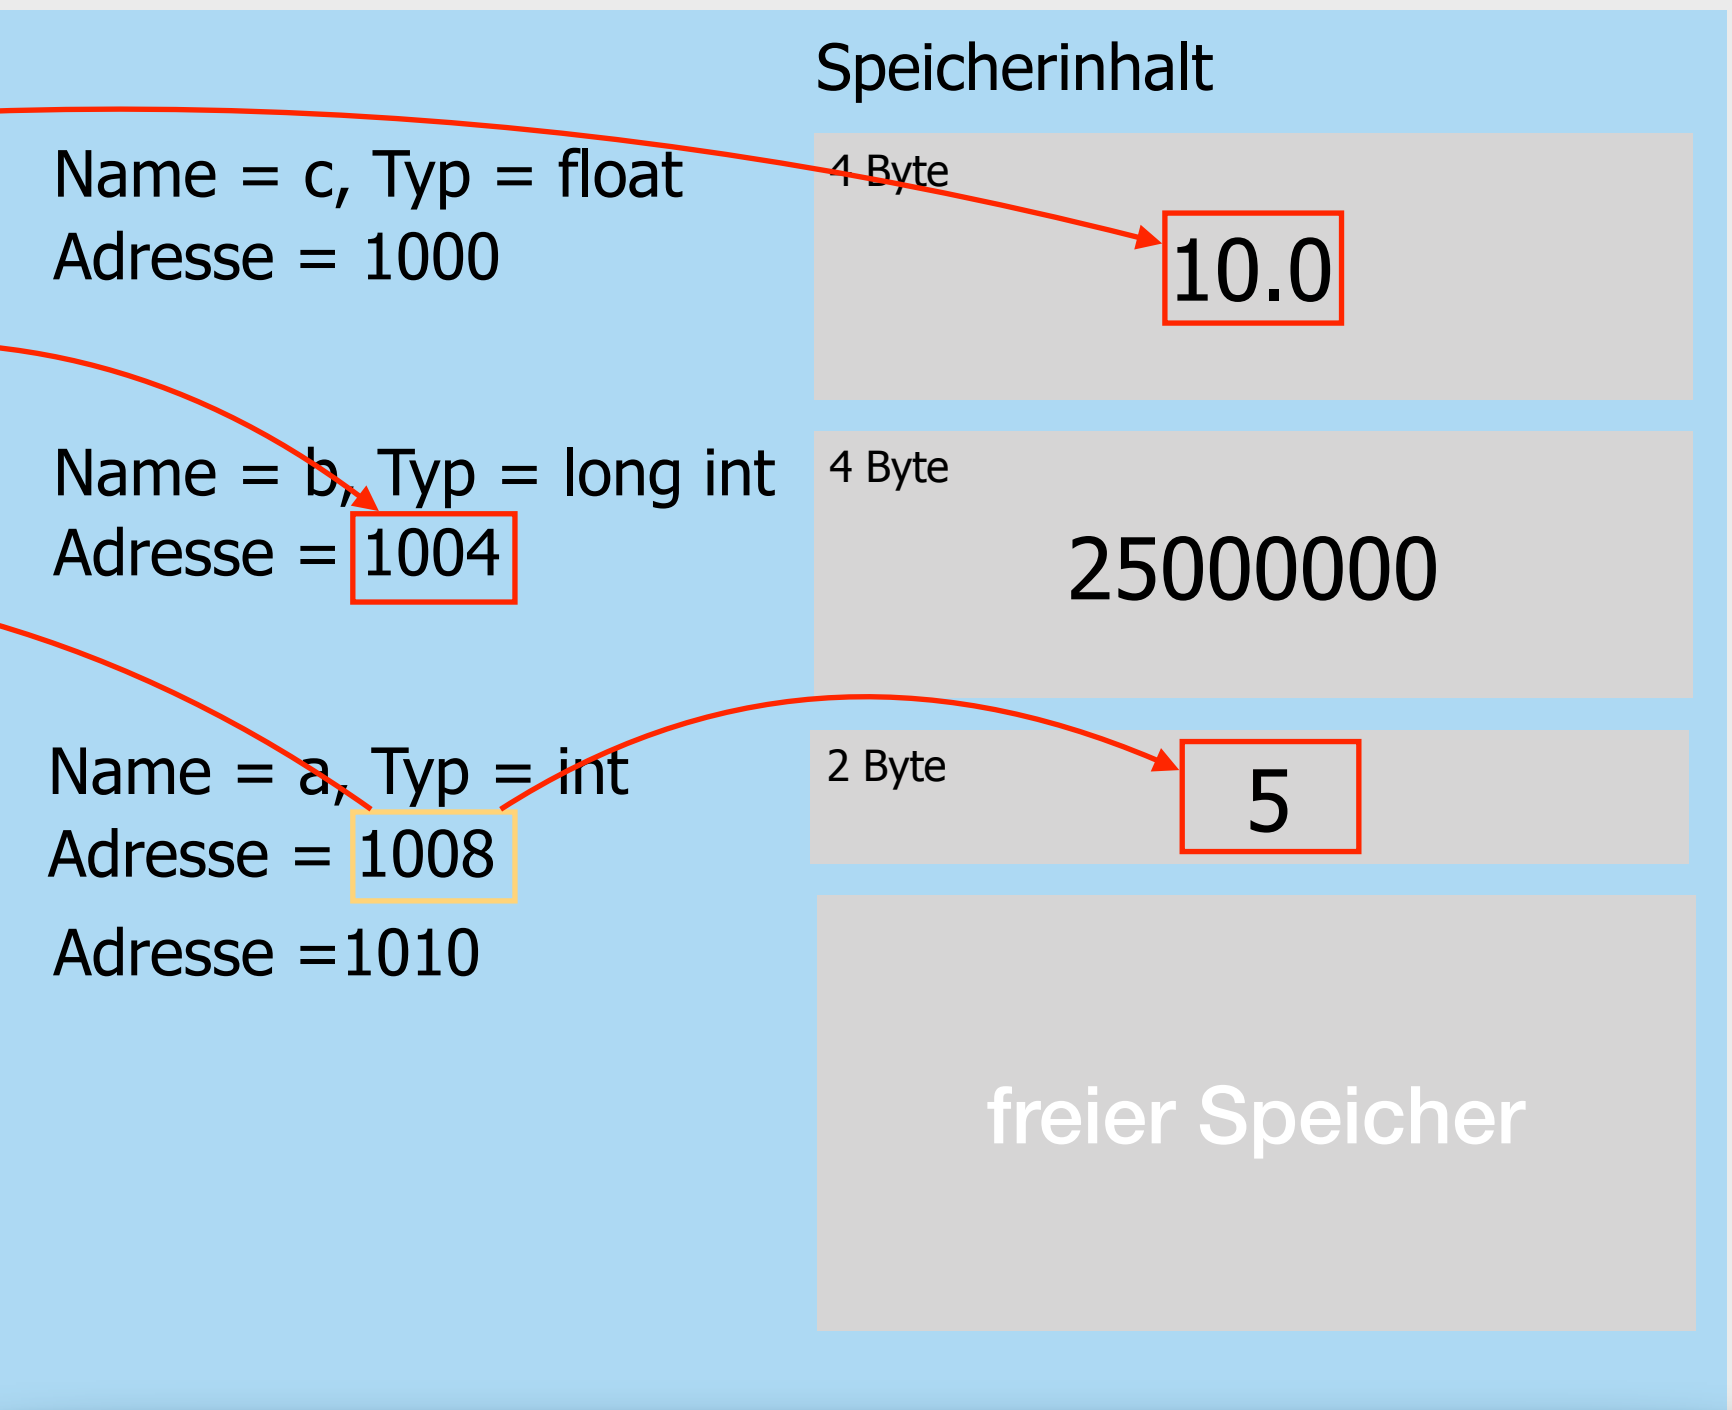 Speicherinhalt
Name = c, Typ = float
Adresse = 1000
4 Byte
10.0
Name = b, Typ = long int
Adresse = 1004
4 Byte
25000000
Name = a, Typ = int
Adresse = 1008
2 Byte
5
Adresse =1010
freier Speicher